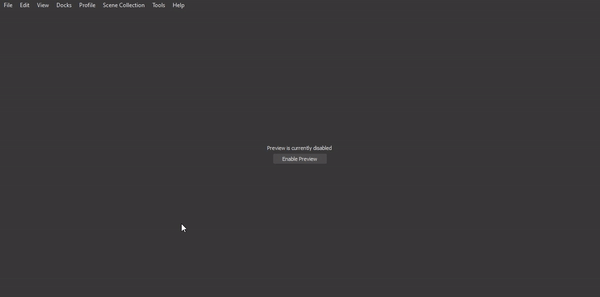 File Edit View Docks Profile Scene Collection Tools Help
Preview is currently disabled
Enable Preview